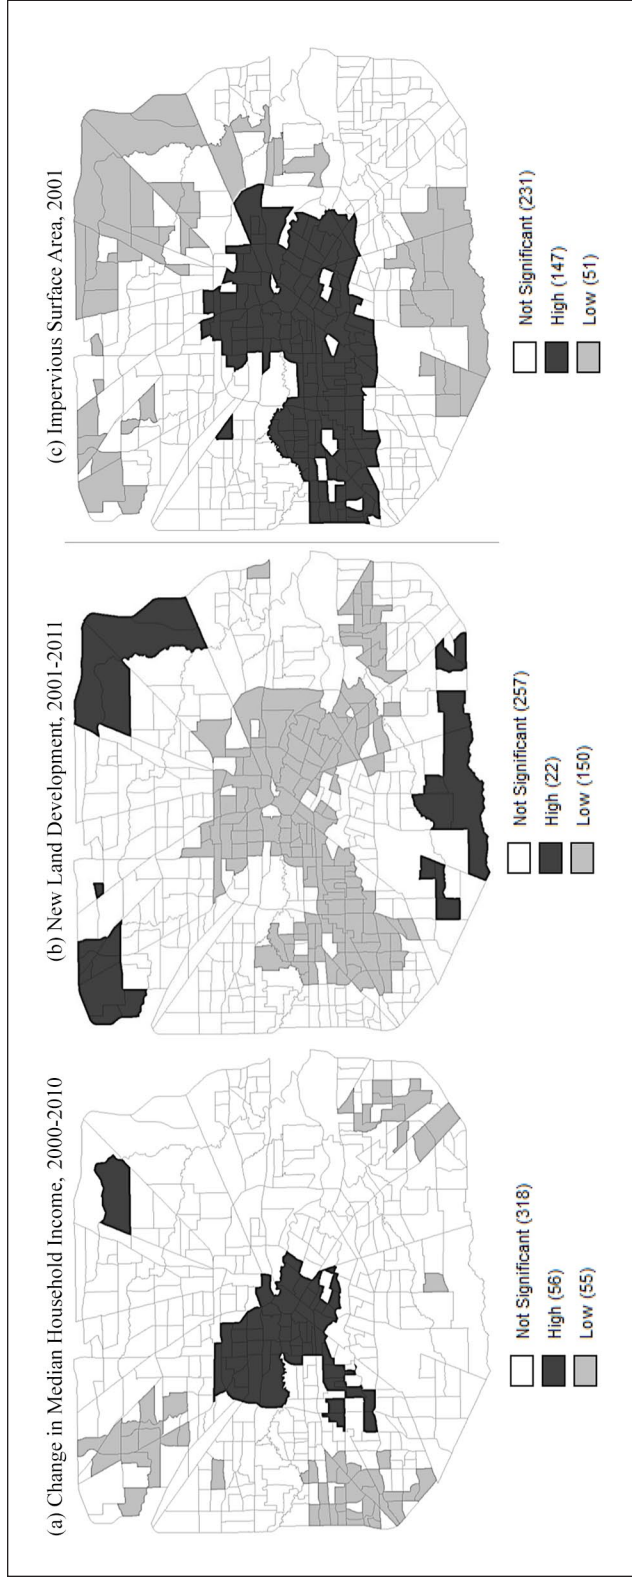 (a) Change in Median Household Income, 2000-2010
Not Significant (318)
High (56)
Low (55)
(b) New Land Development, 2001-2011
Not Significant (257)
High (22)
Low (150)
(c) Impervious Surface Area, 2001
Not Significant (231)
High (147)
Low (51)